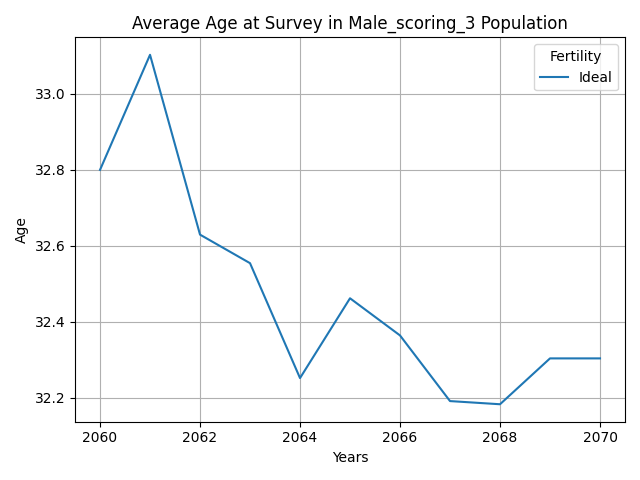 Average Age at Survey in Male_scoring_3 Population
Fertility
Ideal
33.0
32.8
32.6
32.4
32.2
Age
2060 2062 2064 2066 2068 2070
Years